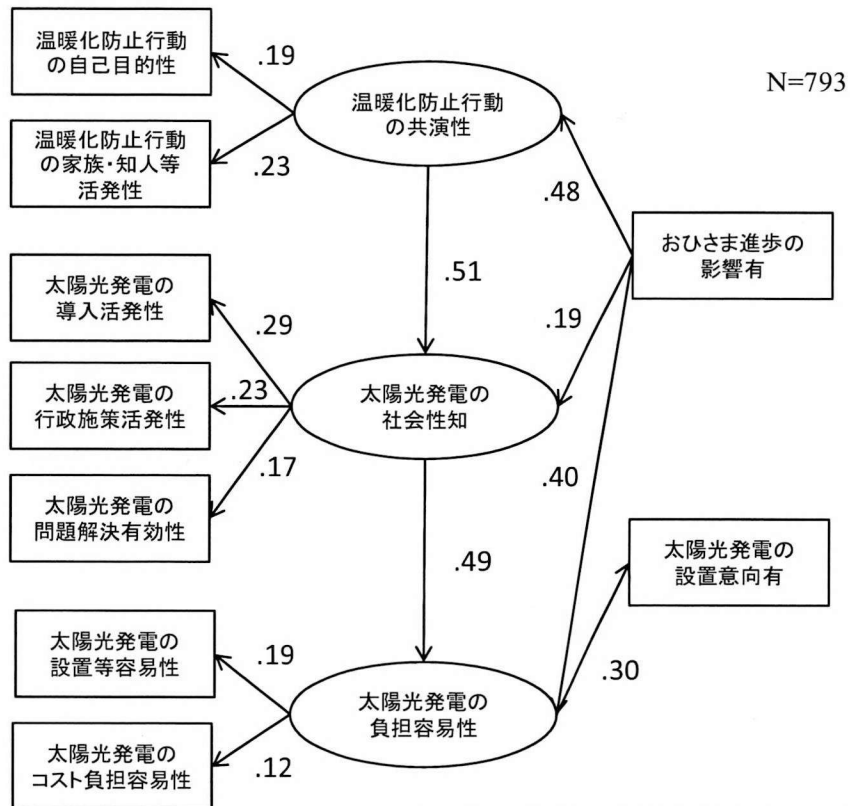 温暖化防止行動
の自己目的性
.19
温暖化防止行動
の共演性
N=793
温暖化防止行動
の家族・知人等
活発性
.23
.48
おひさま進歩の
影響有
.51
太陽光発電の
導入活発性
.29
.19
太陽光発電の
行政施策活発性
.23
太陽光発電の
社会性知
.17
太陽光発電の
問題解決有効性
.40
.49
太陽光発電の
設置意向有
太陽光発電の
設置等容易性
.19
.30
太陽光発電の
負担容易性
太陽光発電の
コスト負担容易性
.12